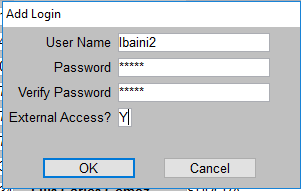 Add Login
User Name lbaini2
Password *****
Verify Password *****
External Access? Y
OK Cancel